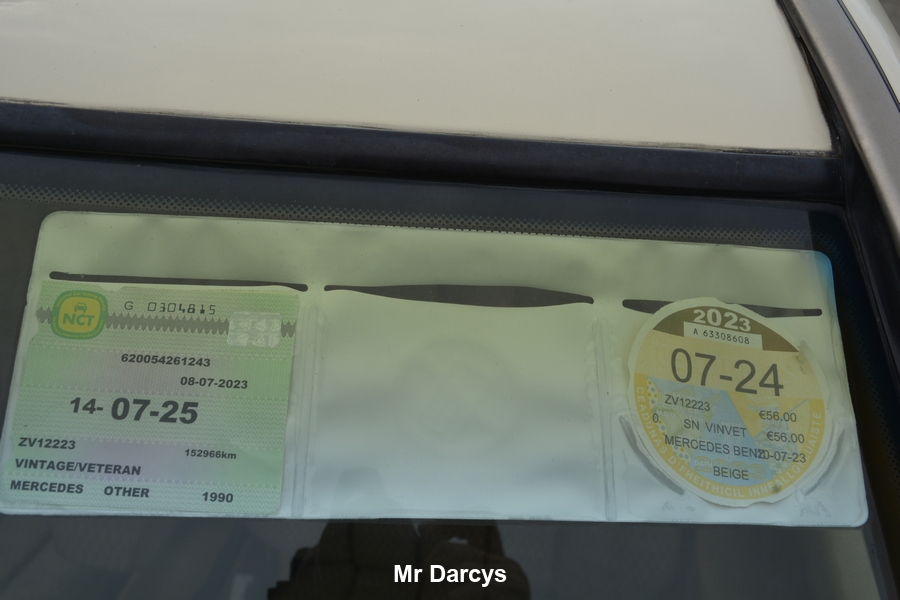 NCT
G 0304815
620054261243
08-07-2023
14- 07-25
ZV12223
152966km
VINTAGE/VETERAN
MERCEDES OTHER 1990
2023
A 63308608
07-24
ZV12223 €56.00
0. SN VINVET €56.00
MERCEDES BENZ 20-07-23
BEIGE
Mr Darcys